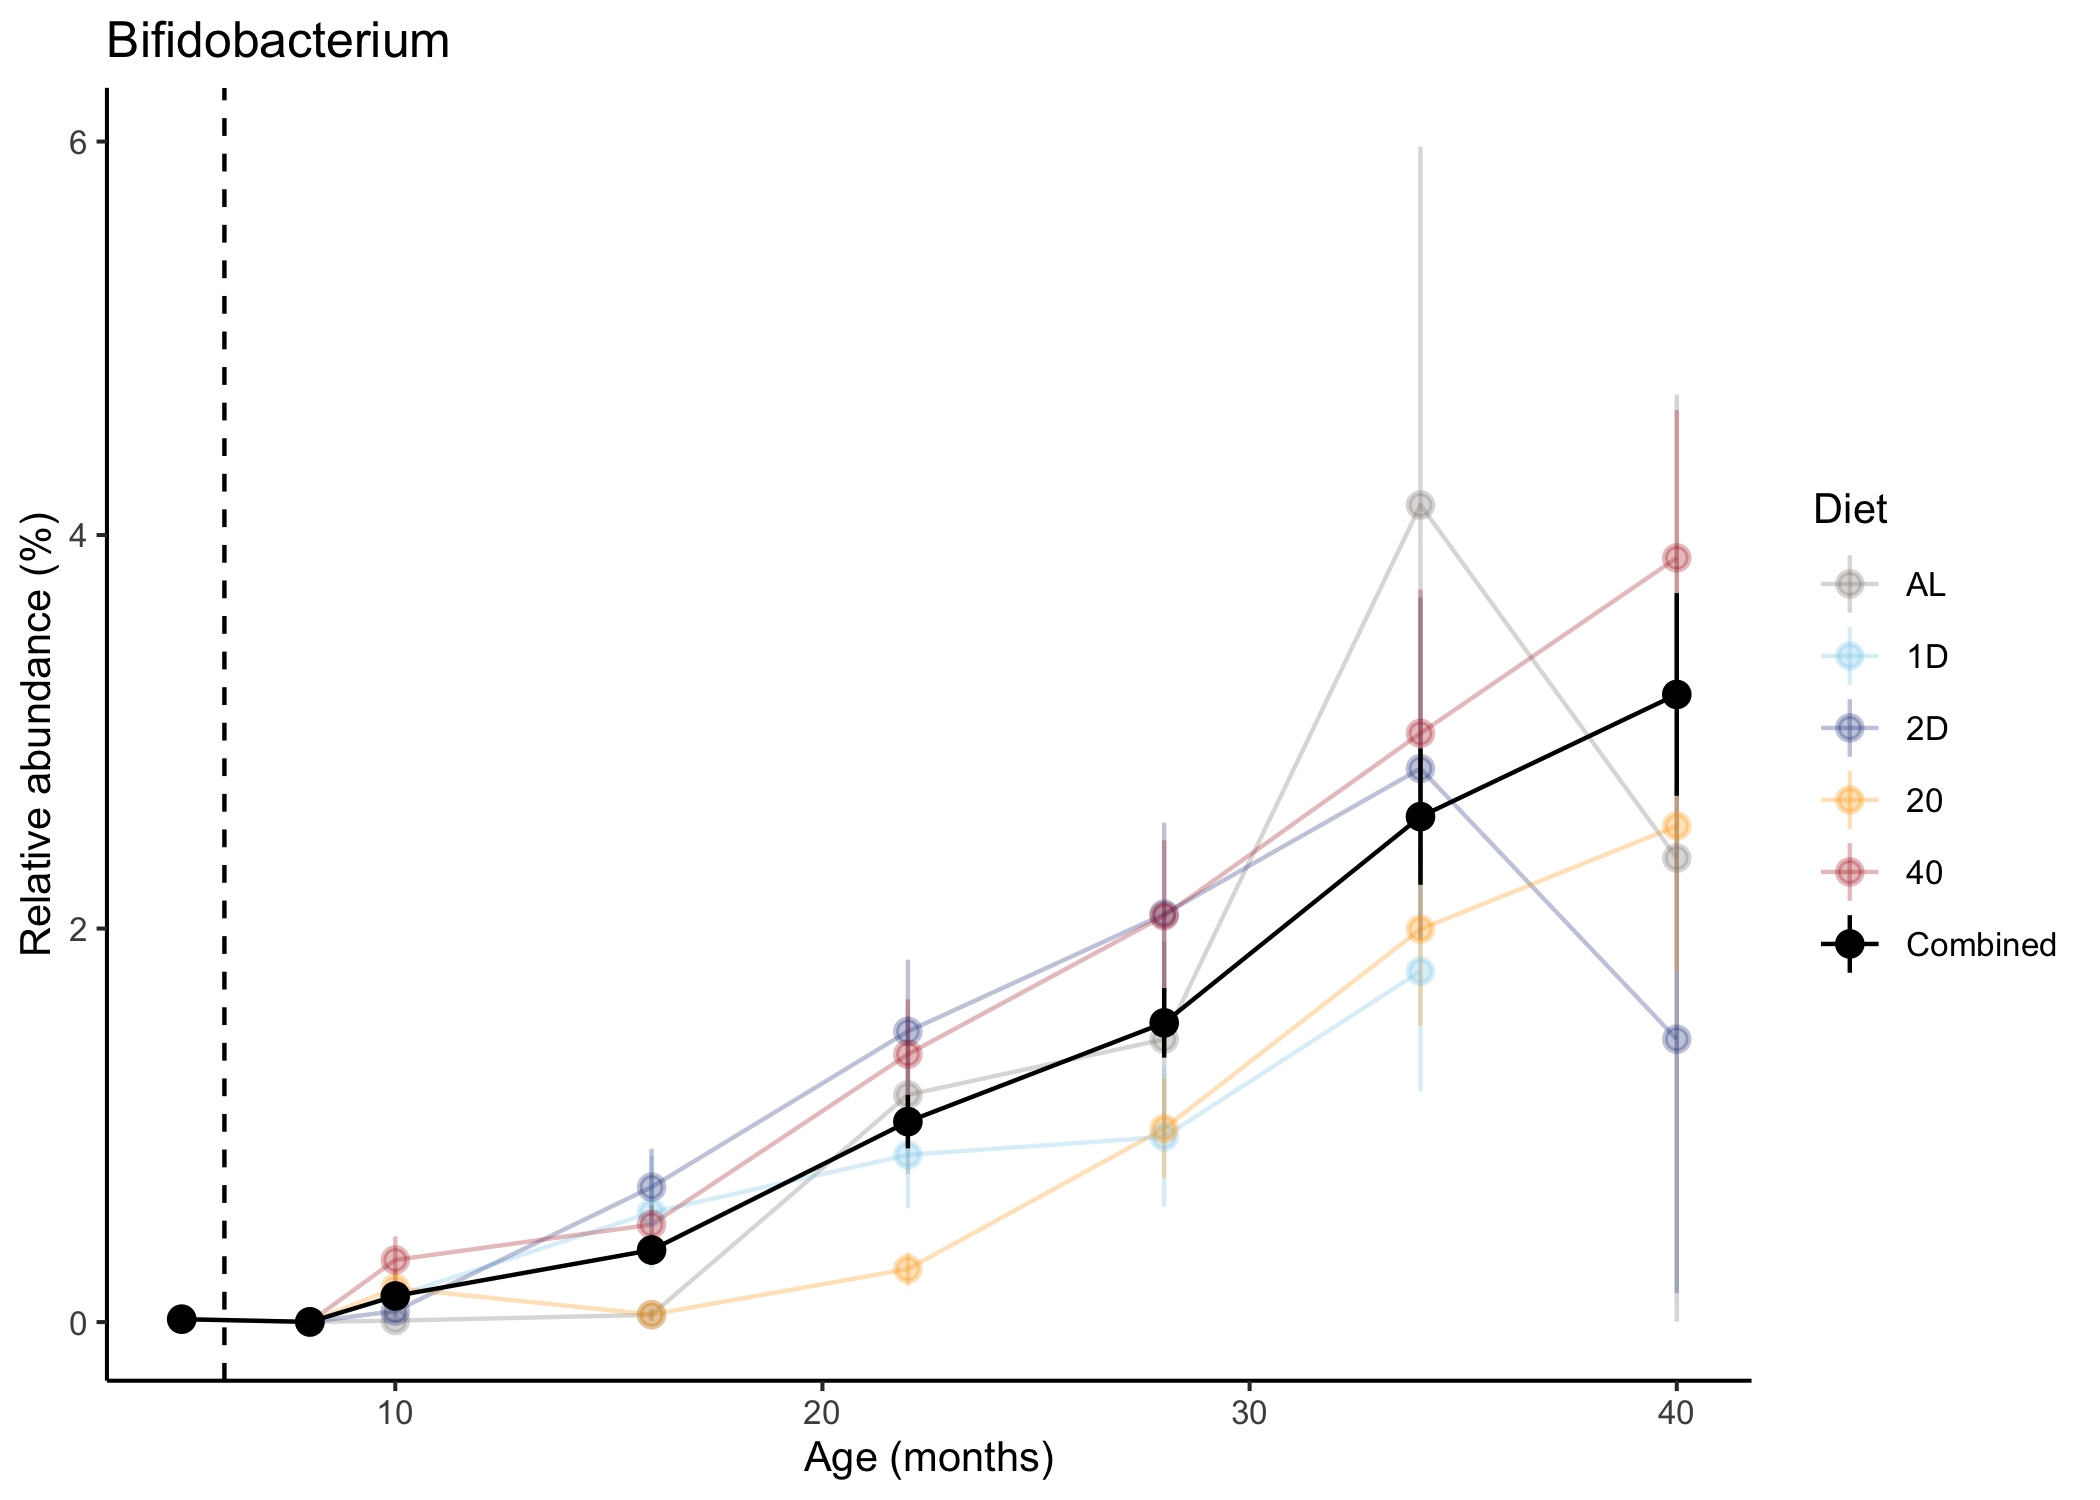 Bifidobacterium
6
4
2
0
Relative abundance (%)
10
20
30
40
Age (months)
Diet
AL
1D
2D
20
40
Combined